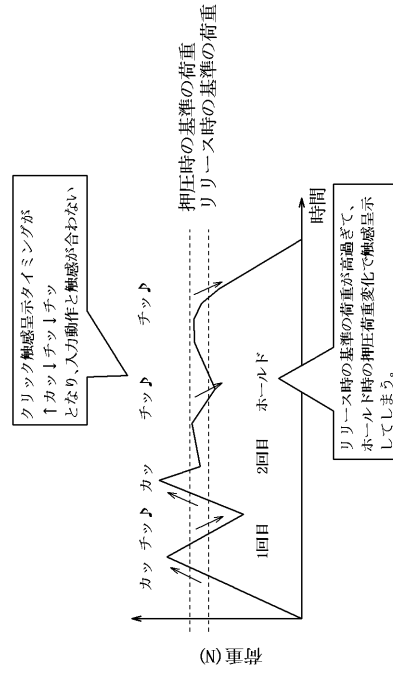 クリック触感呈示タイミングが
↑カッ↓チッ↓チッ
となり、入力動作と触感が合わない
押圧時の基準の荷重
リリース時の基準の荷重
カッ チッ♪ カッ チッ♪ チッ♪
1回目 2回目 ホールド
時間
荷重(N)
リリース時の基準の荷重が高過ぎて、
ホールド時の押圧荷重変化で触感呈示
してしまう。